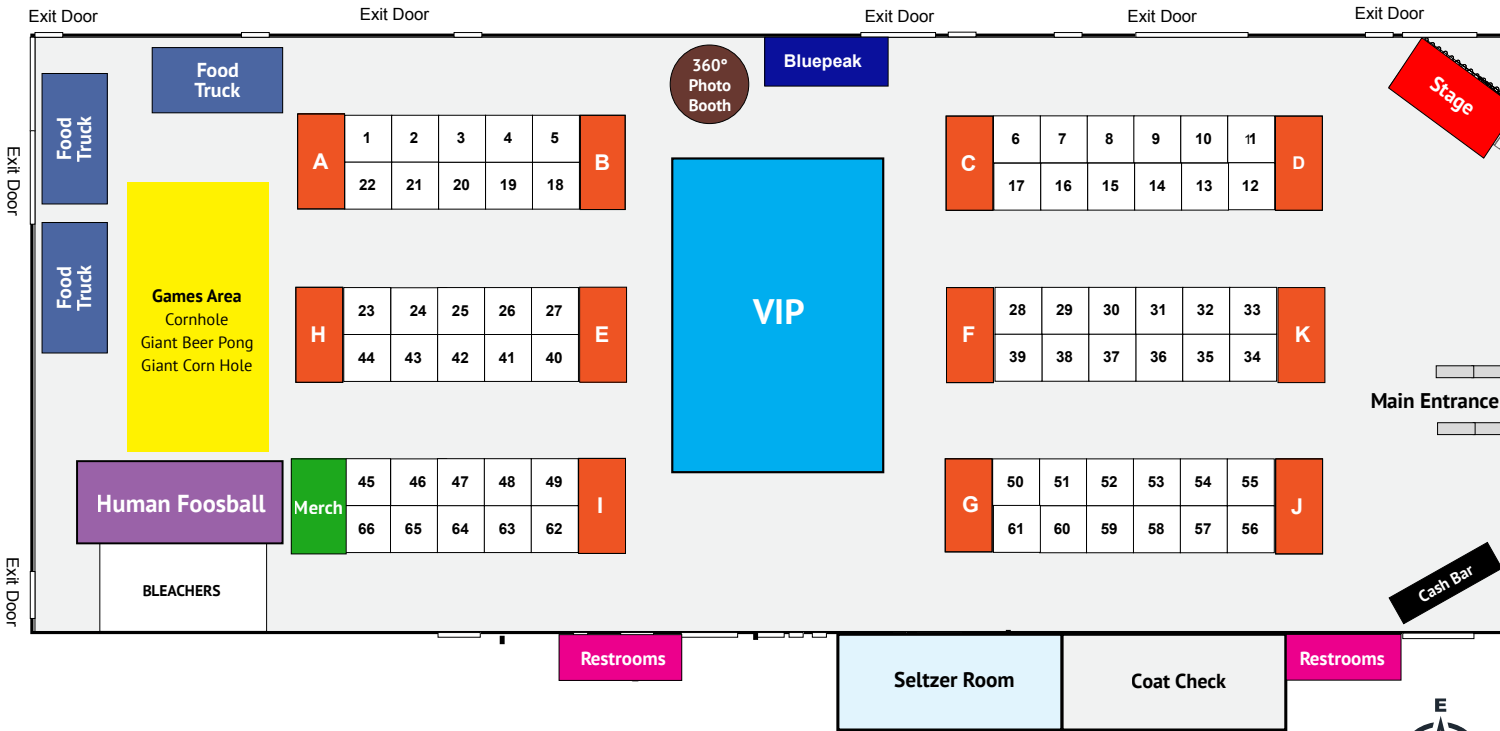 Exit Door
Exit Door
Exit Door
Exit Door
Exit Door
Food
Truck
360°
Photo
Booth
Bluepeak
Stage
Food
Truck
Exit Door
A
1 2 3 4 5
22 21 20 19 18
B
C
6 7 8 9 10 11
17 16 15 14 13 12
D
Food
Truck
Games Area
Cornhole
Giant Beer Pong
Giant Corn Hole
H
23 24 25 26 27
44 43 42 41 40
E
VIP
F
28 29 30 31 32 33
39 38 37 36 35 34
K
Main Entrance
Human Foosball
Merch
45 46 47 48 49
66 65 64 63 62
I
G
50 51 52 53 54 55
61 60 59 58 57 56
J
Exit Door
BLEACHERS
Cash Bar
Restrooms
Seltzer Room
Coat Check
Restrooms
E